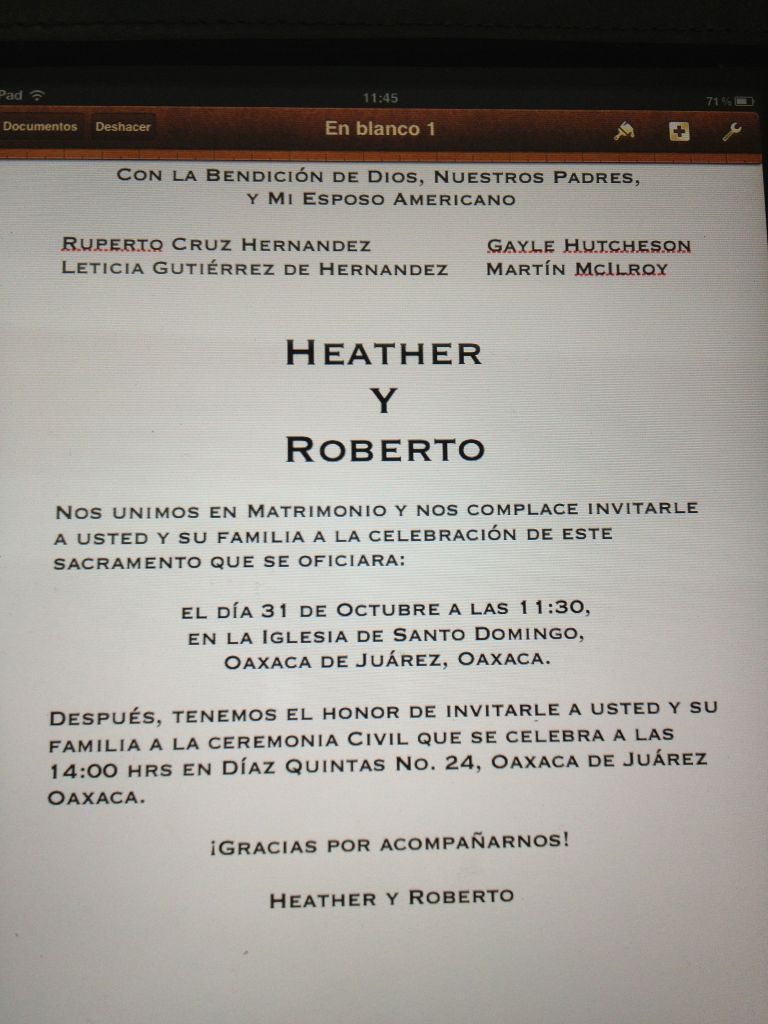 Pad 11:45 71%
Documentos Deshacer En blanco 1
Con la Bendición de Dios, Nuestros Padres,
y Mi Esposo Americano
Ruperto Cruz Hernandez Gayle Hutcheson
Leticia Gutiérrez de Hernandez Martín McIlroy
Heather
y
Roberto
Nos unimos en Matrimonio y nos complace invitarle
a usted y su familia a la celebración de este
sacramento que se oficiara:
el día 31 de Octubre a las 11:30,
en la Iglesia de Santo Domingo,
Oaxaca de Juárez, Oaxaca.
Después, tenemos el honor de invitarle a usted y su
familia a la ceremonia Civil que se celebra a las
14:00 hrs en Díaz Quintas No. 24, Oaxaca de Juárez
Oaxaca.
¡Gracias por acompañarnos!
Heather y Roberto